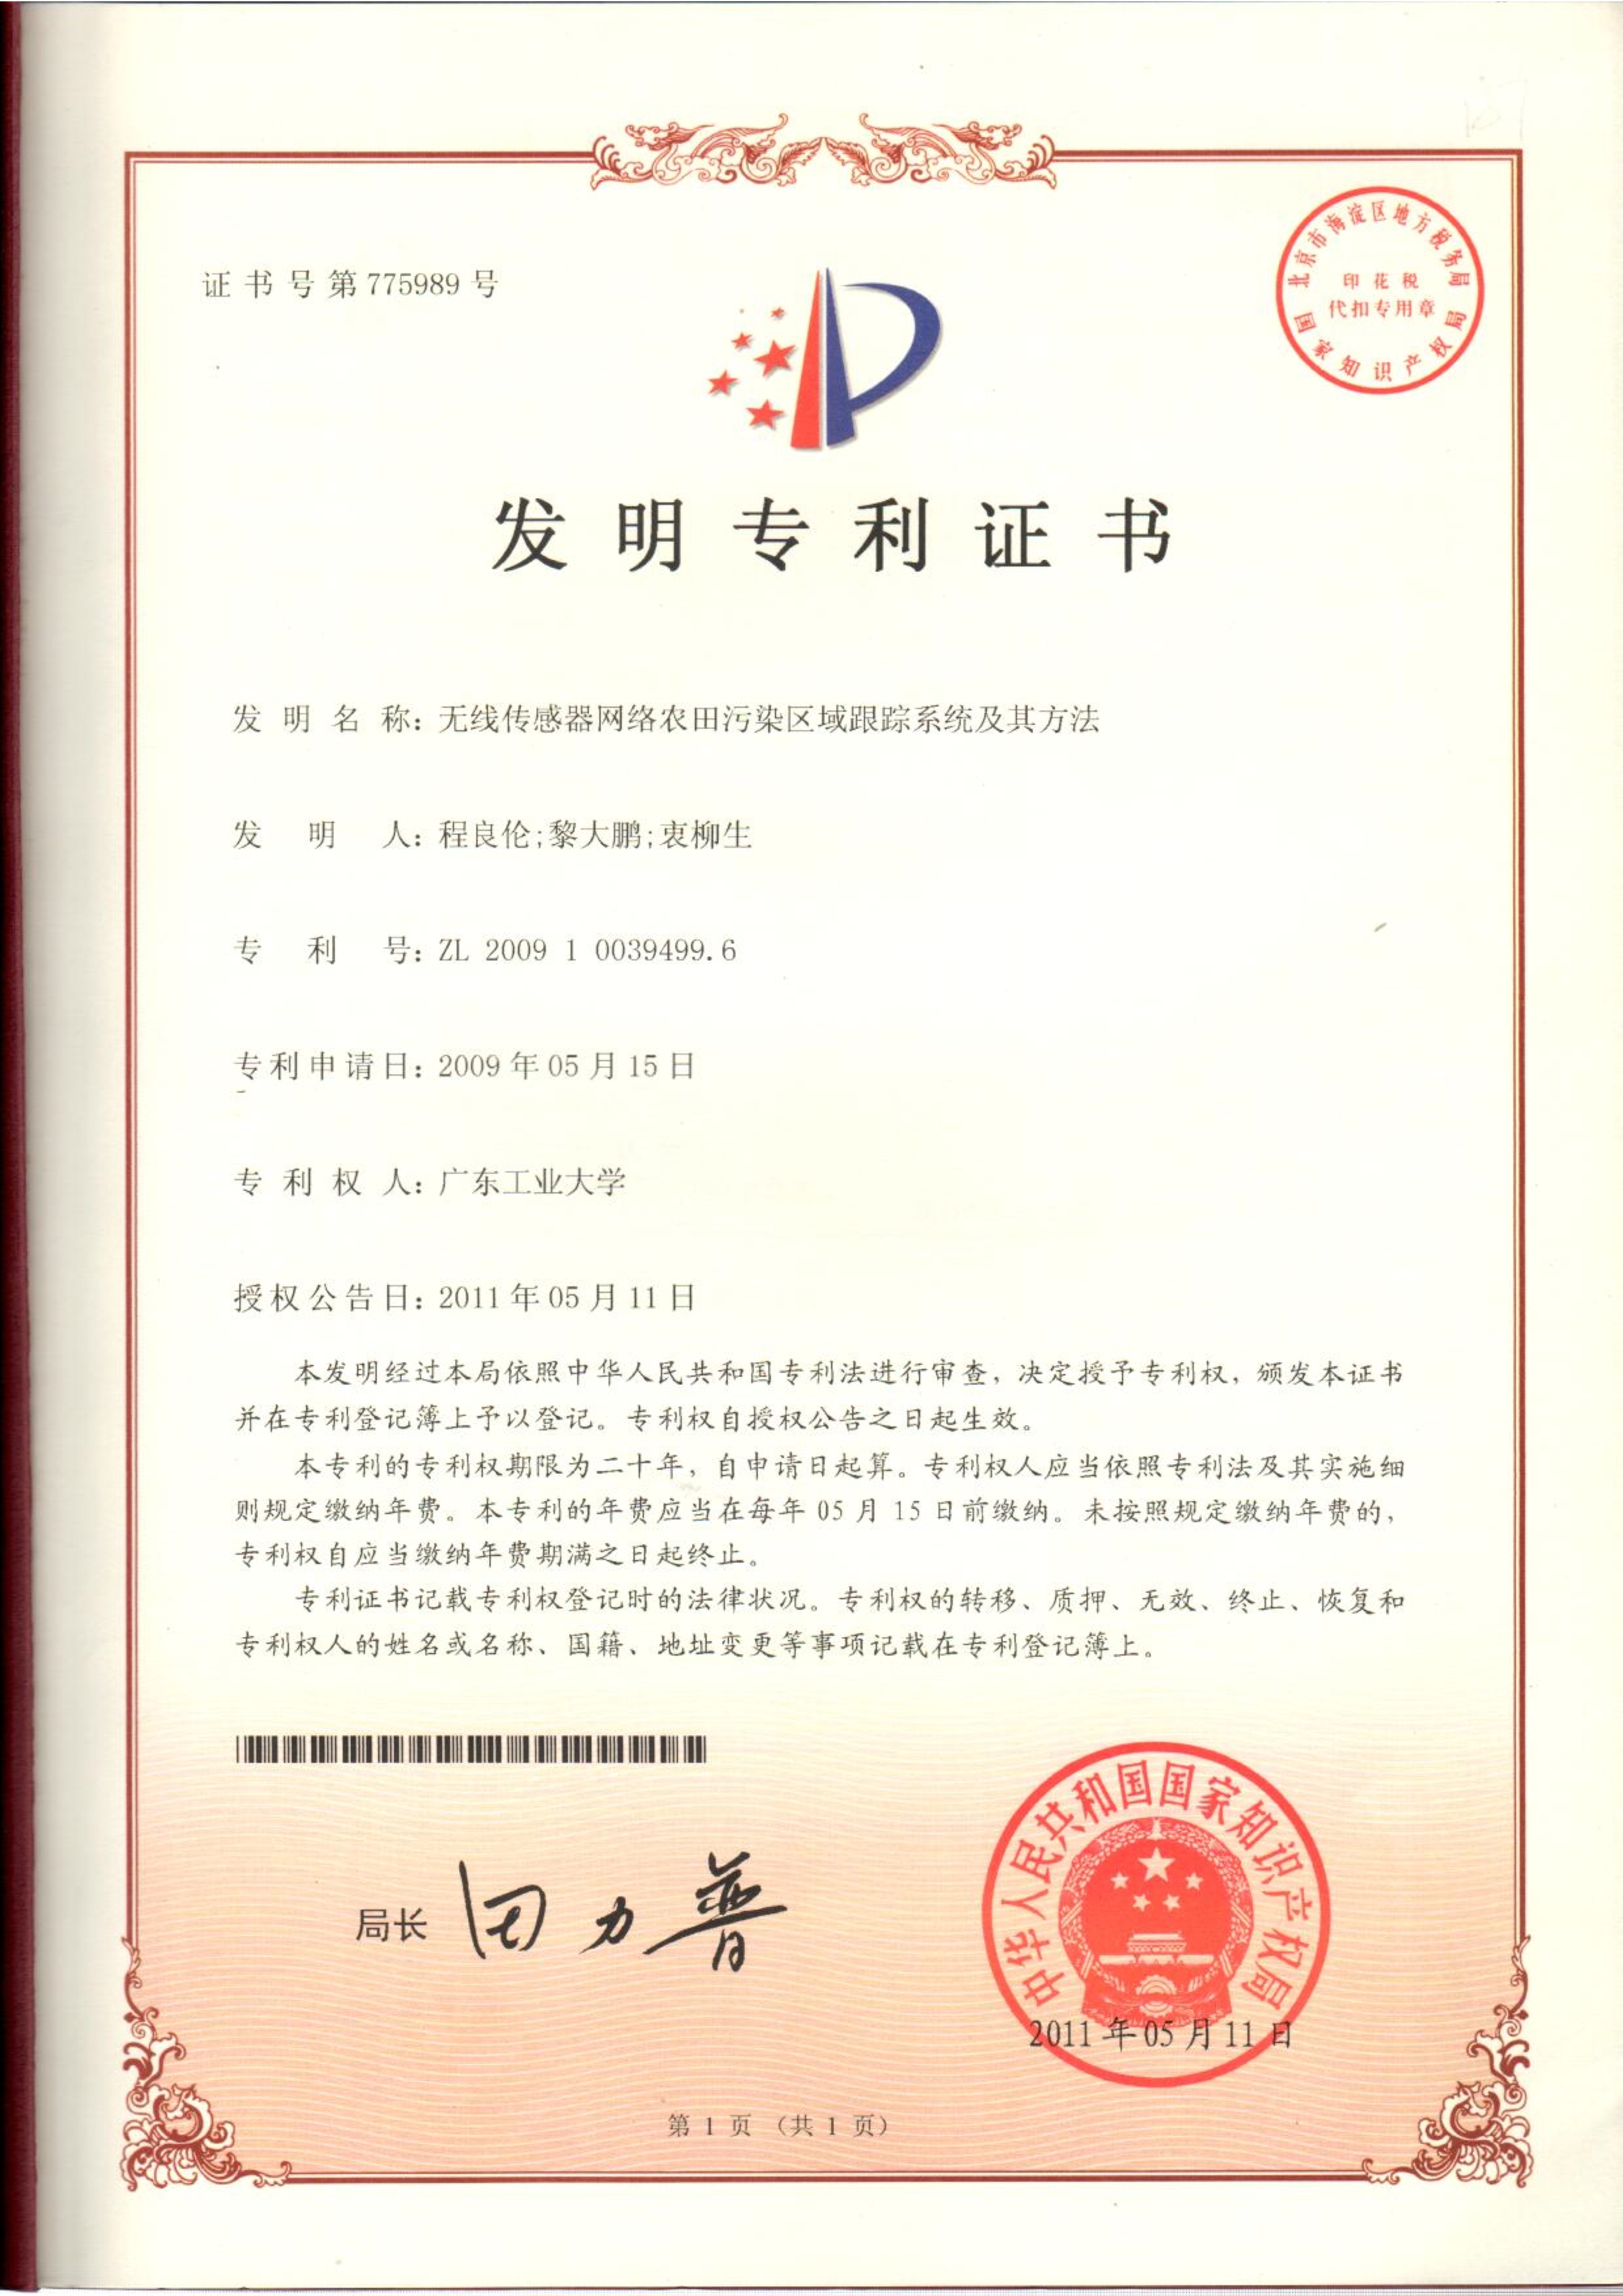 证书号第775989号
北京市海淀区地方税务局
印花税
代扣专用章
国家知识产权局
发明专利证书
发明名称：无线传感器网络农田污染区域跟踪系统及其方法
发明人：程良伦;黎大鹏;衷柳生
专利号：ZL 2009 1 0039499.6
专利申请日：2009年05月15日
专利权人：广东工业大学
授权公告日：2011年05月11日
本发明经过本局依照中华人民共和国专利法进行审查，决定授予专利权，颁发本证书
并在专利登记簿上予以登记。专利权自授权公告之日起生效。
本专利的专利权期限为二十年，自申请日起算。专利权人应当依照专利法及其实施细
则规定缴纳年费。本专利的年费应当在每年 05 月 15 日前缴纳。未按照规定缴纳年费的，
专利权自应当缴纳年费期满之日起终止。
专利证书记载专利权登记时的法律状况。专利权的转移、质押、无效、终止、恢复和
专利权人的姓名或名称、国籍、地址变更等事项记载在专利登记簿上。
局长 田力普
中华人民共和国国家知识产权局
2011年05月11日
第 1 页 （共 1 页）